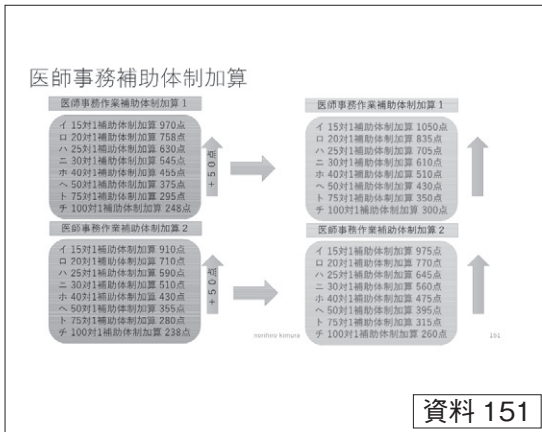 医師事務補助体制加算
医師事務作業補助体制加算1
イ 15対1補助体制加算 970点
ロ 20対1補助体制加算 758点
ハ 25対1補助体制加算 630点
ニ 30対1補助体制加算 545点
ホ 40対1補助体制加算 455点
ヘ 50対1補助体制加算 375点
ト 75対1補助体制加算 295点
チ 100対1補助体制加算 248点
+50点
医師事務作業補助体制加算2
イ 15対1補助体制加算 910点
ロ 20対1補助体制加算 710点
ハ 25対1補助体制加算 590点
ニ 30対1補助体制加算 510点
ホ 40対1補助体制加算 430点
ヘ 50対1補助体制加算 355点
ト 75対1補助体制加算 280点
チ 100対1補助体制加算 238点
+50点
医師事務作業補助体制加算1
イ 15対1補助体制加算 1050点
ロ 20対1補助体制加算 835点
ハ 25対1補助体制加算 705点
ニ 30対1補助体制加算 610点
ホ 40対1補助体制加算 510点
ヘ 50対1補助体制加算 430点
ト 75対1補助体制加算 350点
チ 100対1補助体制加算 300点
医師事務作業補助体制加算2
イ 15対1補助体制加算 975点
ロ 20対1補助体制加算 770点
ハ 25対1補助体制加算 645点
ニ 30対1補助体制加算 560点
ホ 40対1補助体制加算 475点
ヘ 50対1補助体制加算 395点
ト 75対1補助体制加算 315点
チ 100対1補助体制加算 260点
norihiro kimura
151
資料 151